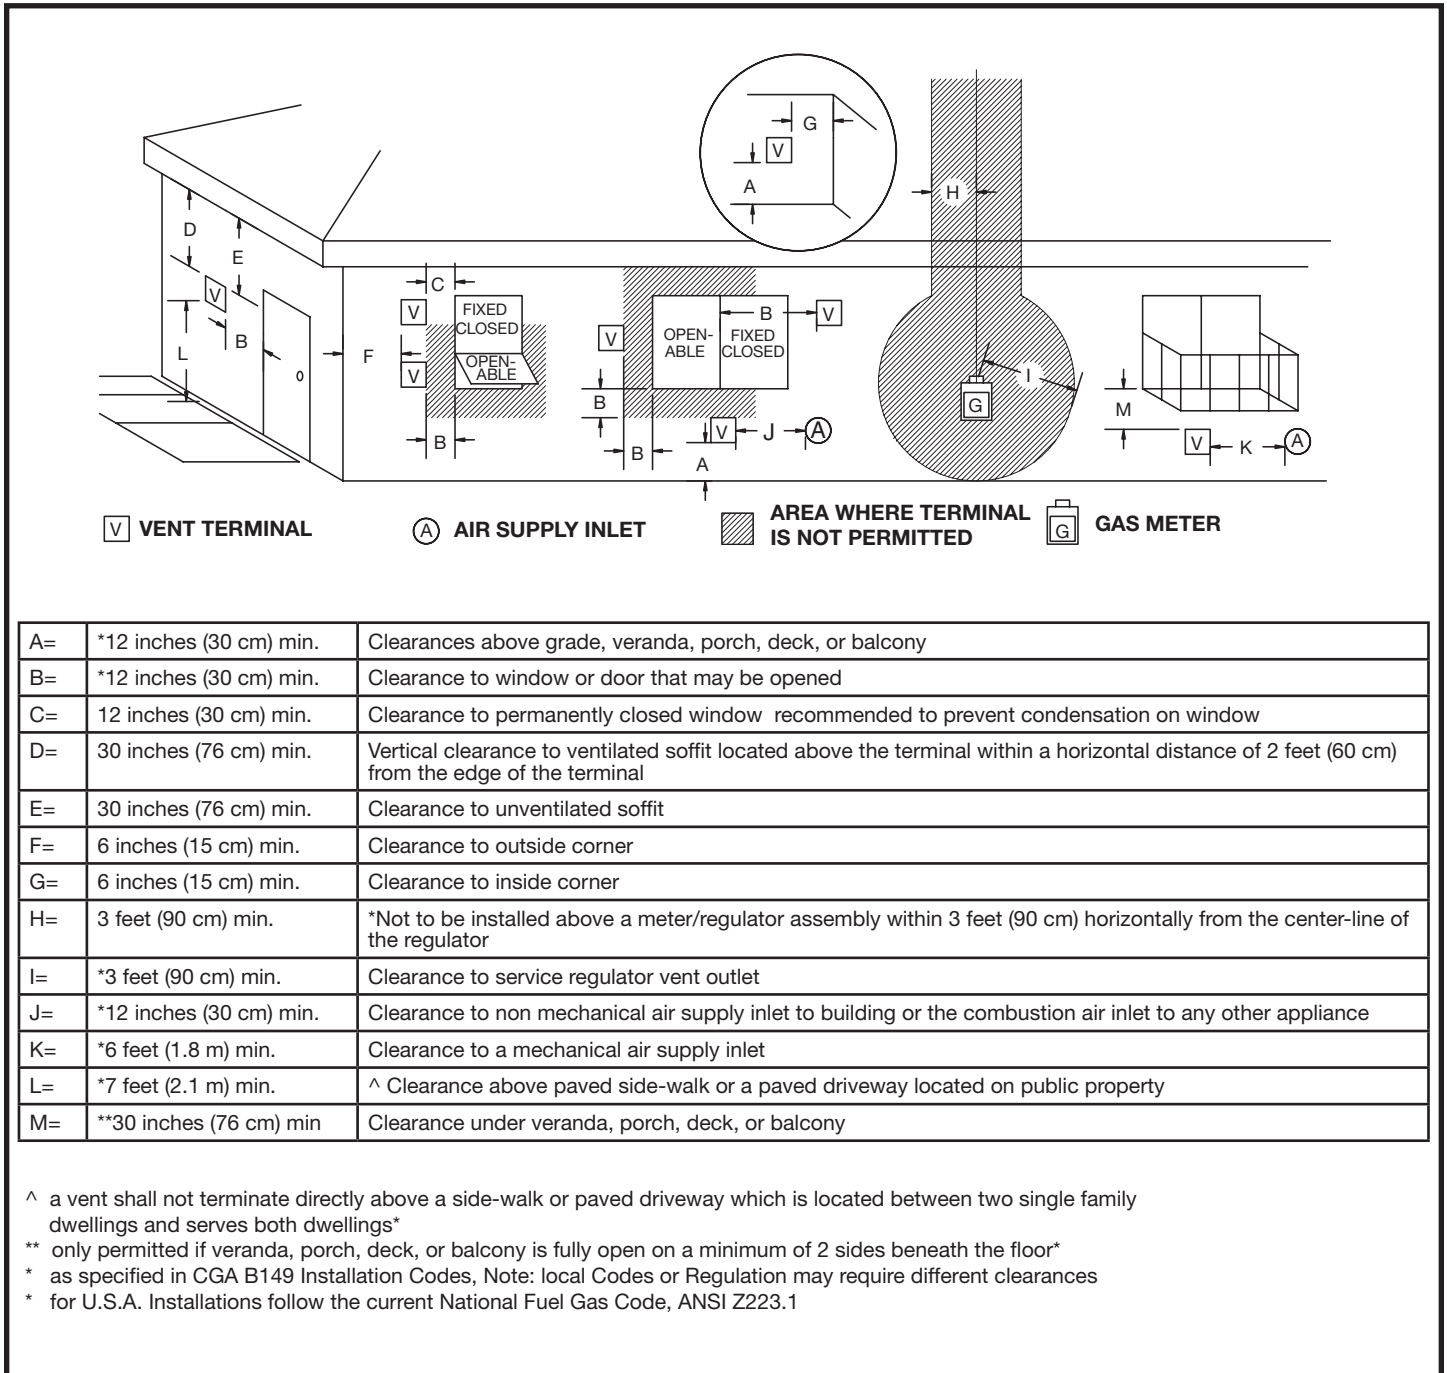 G
V
A
H
D
E
C
V
V
FIXED
CLOSED
B
V
OPEN-
ABLE
FIXED
CLOSED
V
B
L
F
V
OPEN-
ABLE
I
G
B
M
V
J
A
V
K
A
B
B
A
V VENT TERMINAL
A AIR SUPPLY INLET
AREA WHERE TERMINAL
IS NOT PERMITTED
G GAS METER
A= *12 inches (30 cm) min. Clearances above grade, veranda, porch, deck, or balcony
B= *12 inches (30 cm) min. Clearance to window or door that may be opened
C= 12 inches (30 cm) min. Clearance to permanently closed window recommended to prevent condensation on window
D= 30 inches (76 cm) min. Vertical clearance to ventilated soffit located above the terminal within a horizontal distance of 2 feet (60 cm)
from the edge of the terminal
E= 30 inches (76 cm) min. Clearance to unventilated soffit
F= 6 inches (15 cm) min. Clearance to outside corner
G= 6 inches (15 cm) min. Clearance to inside corner
H= 3 feet (90 cm) min. *Not to be installed above a meter/regulator assembly within 3 feet (90 cm) horizontally from the center-line of
the regulator
I= *3 feet (90 cm) min. Clearance to service regulator vent outlet
J= *12 inches (30 cm) min. Clearance to non mechanical air supply inlet to building or the combustion air inlet to any other appliance
K= *6 feet (1.8 m) min. Clearance to a mechanical air supply inlet
L= *7 feet (2.1 m) min. ^ Clearance above paved side-walk or a paved driveway located on public property
M= **30 inches (76 cm) min Clearance under veranda, porch, deck, or balcony
^ a vent shall not terminate directly above a side-walk or paved driveway which is located between two single family
dwellings and serves both dwellings*
** only permitted if veranda, porch, deck, or balcony is fully open on a minimum of 2 sides beneath the floor*
* as specified in CGA B149 Installation Codes, Note: local Codes or Regulation may require different clearances
* for U.S.A. Installations follow the current National Fuel Gas Code, ANSI Z223.1